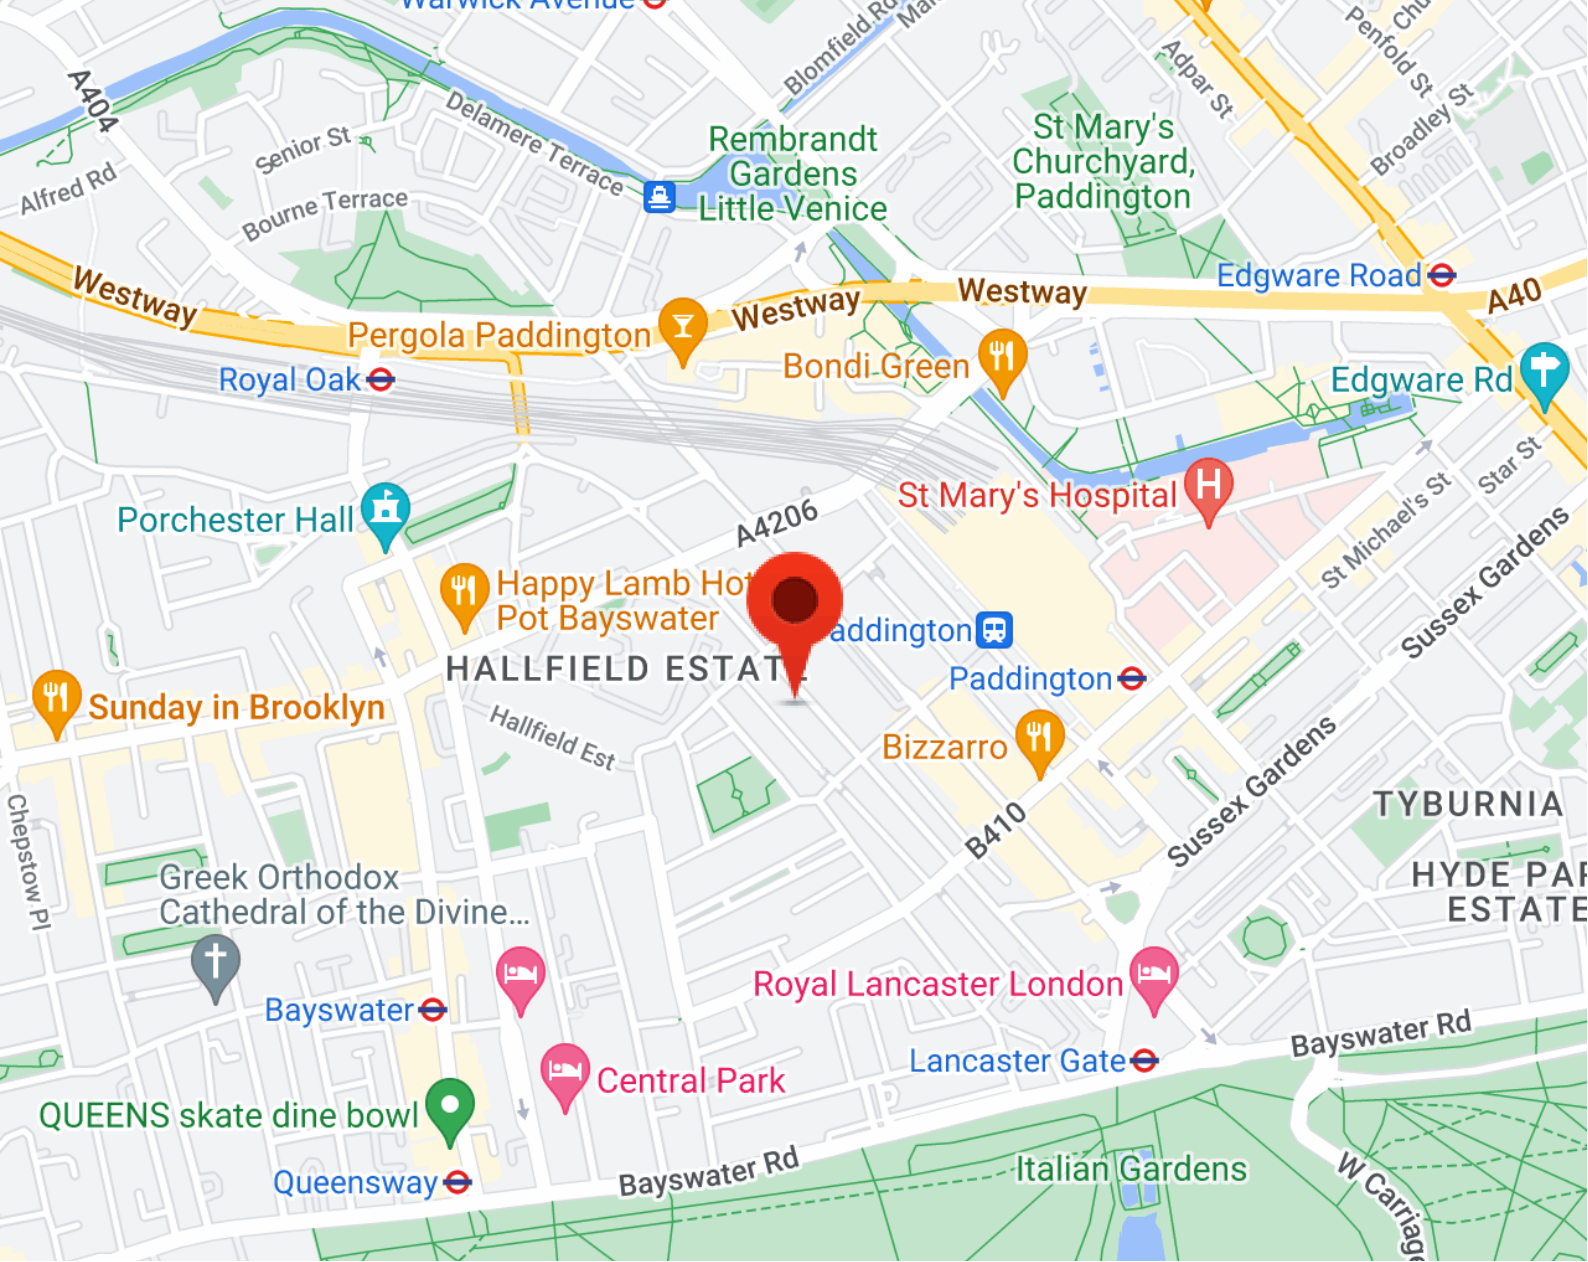 Warwick Avenue
A404
Alfred Rd
Senior St
Bourne Terrace
Delamere Terrace
Blomfield Rd
Rembrandt
Gardens
Little Venice
St Mary's
Churchyard,
Paddington
Adpar St
Penfold St
Broadley St
Edgware Road
A40
Westway
Westway
Westway
Pergola Paddington
Royal Oak
Bondi Green
Edgware Rd
Star St
St Michael's St
Sussex Gardens
St Mary's Hospital
Porchester Hall
A4206
Happy Lamb Hot
Pot Bayswater
HALLFIELD ESTATE
addington
Paddington
Sunday in Brooklyn
Hallfield Est
Bizzarro
B410
Sussex Gardens
TYBURNIA
HYDE PAR
ESTATE
Chepstow Pl
Greek Orthodox
Cathedral of the Divine...
Bayswater
Royal Lancaster London
Lancaster Gate
Bayswater Rd
Central Park
QUEENS skate dine bowl
Queensway
Bayswater Rd
Italian Gardens
W Carriage
H